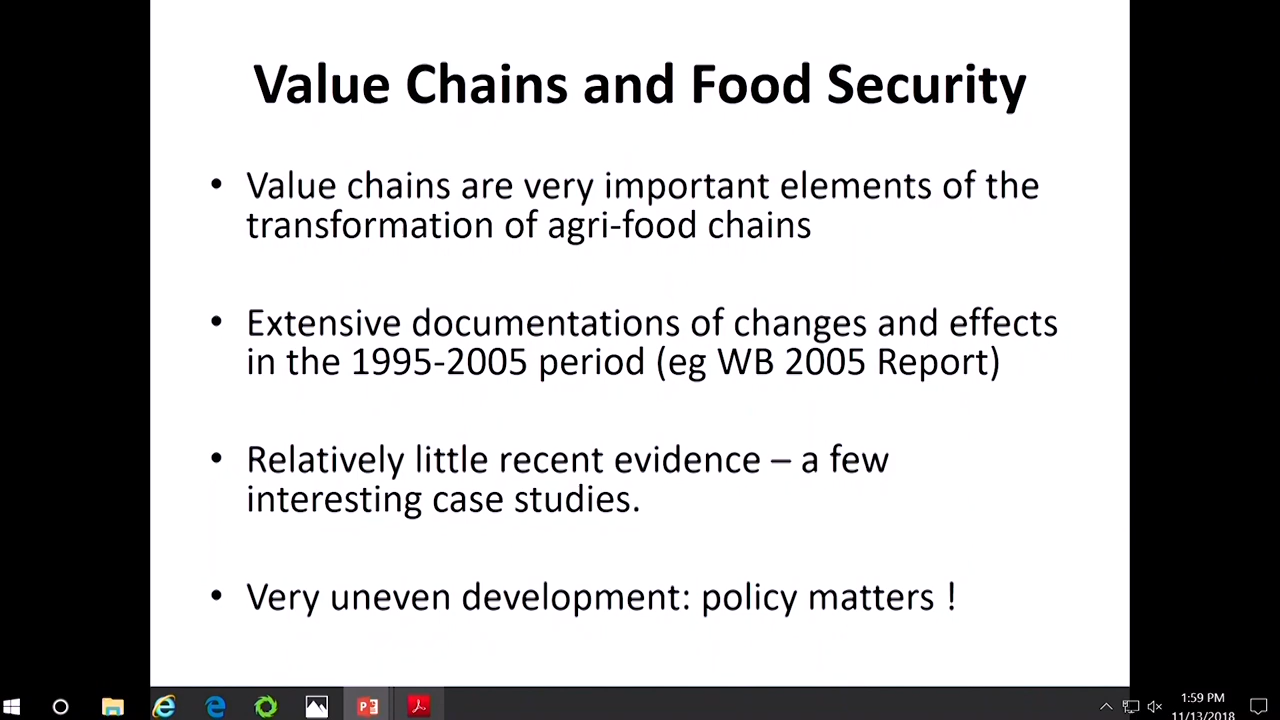 Value Chains and Food Security
• Value chains are very important elements of the
transformation of agri-food chains
• Extensive documentations of changes and effects
in the 1995-2005 period (eg WB 2005 Report)
• Relatively little recent evidence – a few
interesting case studies.
• Very uneven development: policy matters !
1:59 PM
11/13/2018